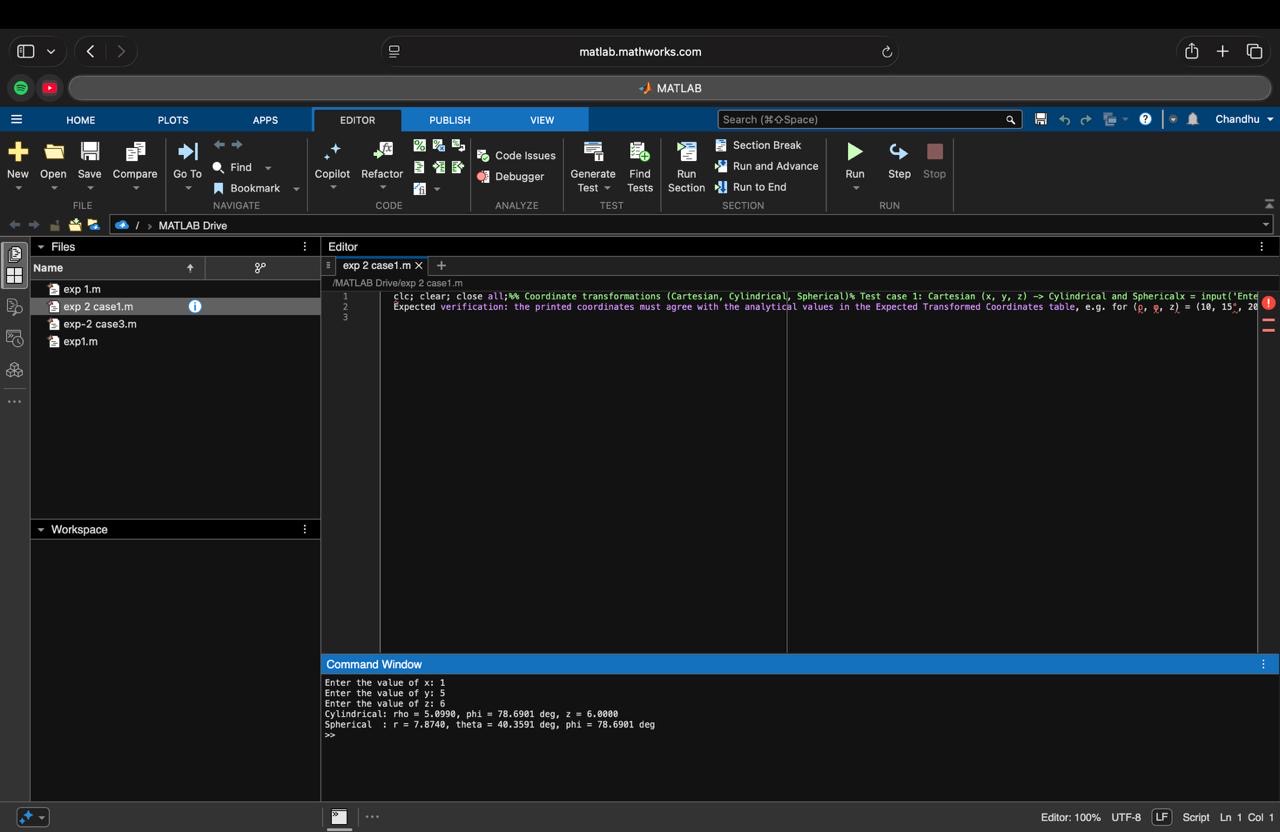 matlab.mathworks.com
MATLAB
HOME PLOTS APPS EDITOR PUBLISH VIEW Search (⌘⇧Space) Chandhu
New Open Save Compare Go To Find Bookmark Copilot Refactor Code Issues Debugger Generate Test Find Tests Run Section Section Break Run and Advance Run to End Run Step Stop
FILE NAVIGATE CODE ANALYZE TEST SECTION RUN
/ › MATLAB Drive
Files
Name
exp 1.m
exp 2 case1.m
exp-2 case3.m
exp1.m
Workspace
Editor
exp 2 case1.m
/MATLAB Drive/exp 2 case1.m
1 clc; clear; close all;%% Coordinate transformations (Cartesian, Cylindrical, Spherical)% Test case 1: Cartesian (x, y, z) -> Cylindrical and Sphericalx = input('Ente
2 Expected verification: the printed coordinates must agree with the analytical values in the Expected Transformed Coordinates table, e.g. for (ρ, φ, z) = (10, 15°, 20
3
Command Window
Enter the value of x: 1
Enter the value of y: 5
Enter the value of z: 6
Cylindrical: rho = 5.0990, phi = 78.6901 deg, z = 6.0000
Spherical : r = 7.8740, theta = 40.3591 deg, phi = 78.6901 deg
>>
Editor: 100% UTF-8 LF Script Ln 1 Col 1